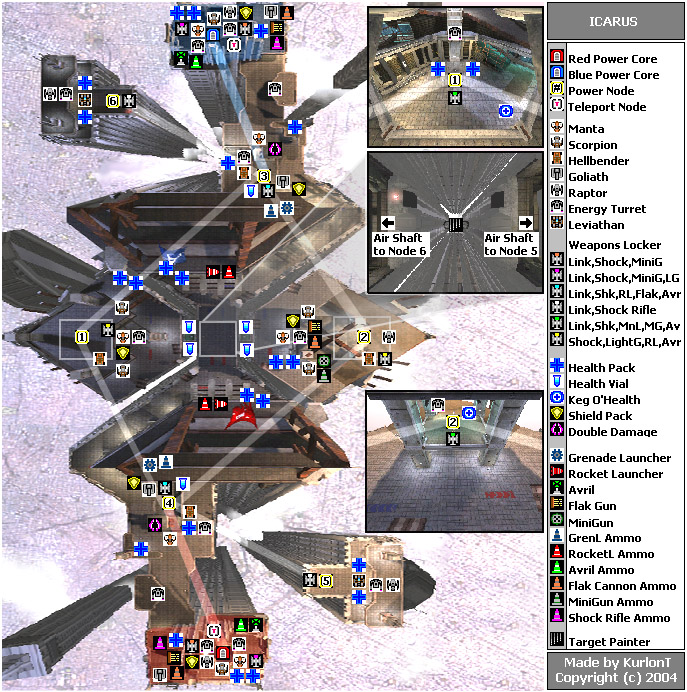 ICARUS
Red Power Core
Blue Power Core
(#) Power Node
Teleport Node
Manta
Scorpion
Hellbender
Goliath
Raptor
Energy Turret
Leviathan
Weapons Locker
Link,Shock,MiniG
Link,Shock,MiniG,LG
Link,Shk,RL,Flak,Avr
Link,Shock Rifle
Link,Shk,MnL,MG,Av
Shock,LightG,RL,Avr
Health Pack
Health Vial
Keg O'Health
Shield Pack
Double Damage
Grenade Launcher
Rocket Launcher
Avril
Flak Gun
MiniGun
GrenL Ammo
RocketL Ammo
Avril Ammo
Flak Cannon Ammo
MiniGun Ammo
Shock Rifle Ammo
Target Painter
Made by KurlonT
Copyright (c) 2004
(1)
Air Shaft
to Node 6
Air Shaft
to Node 5
(2)
(6)
(3)
(1)
(2)
(4)
(5)